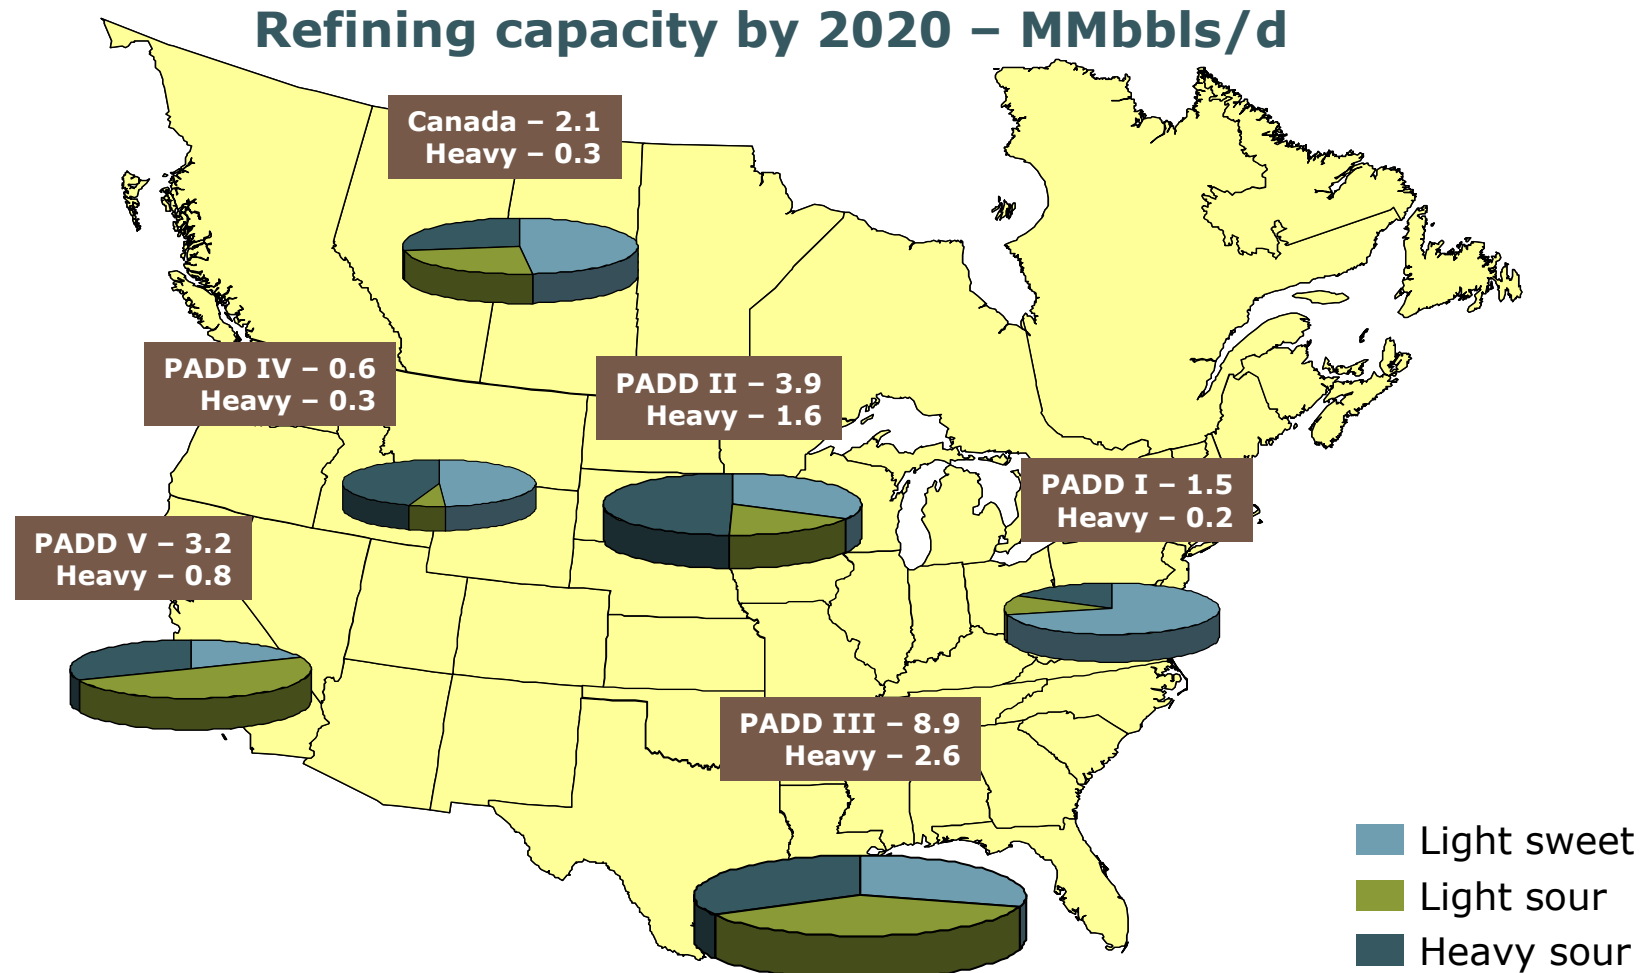 Refining capacity by 2020 – MMbbls/d
Canada – 2.1
Heavy – 0.3
PADD IV – 0.6
Heavy – 0.3
PADD II – 3.9
Heavy – 1.6
PADD I – 1.5
Heavy – 0.2
PADD V – 3.2
Heavy – 0.8
PADD III – 8.9
Heavy – 2.6
Light sweet
Light sour
Heavy sour